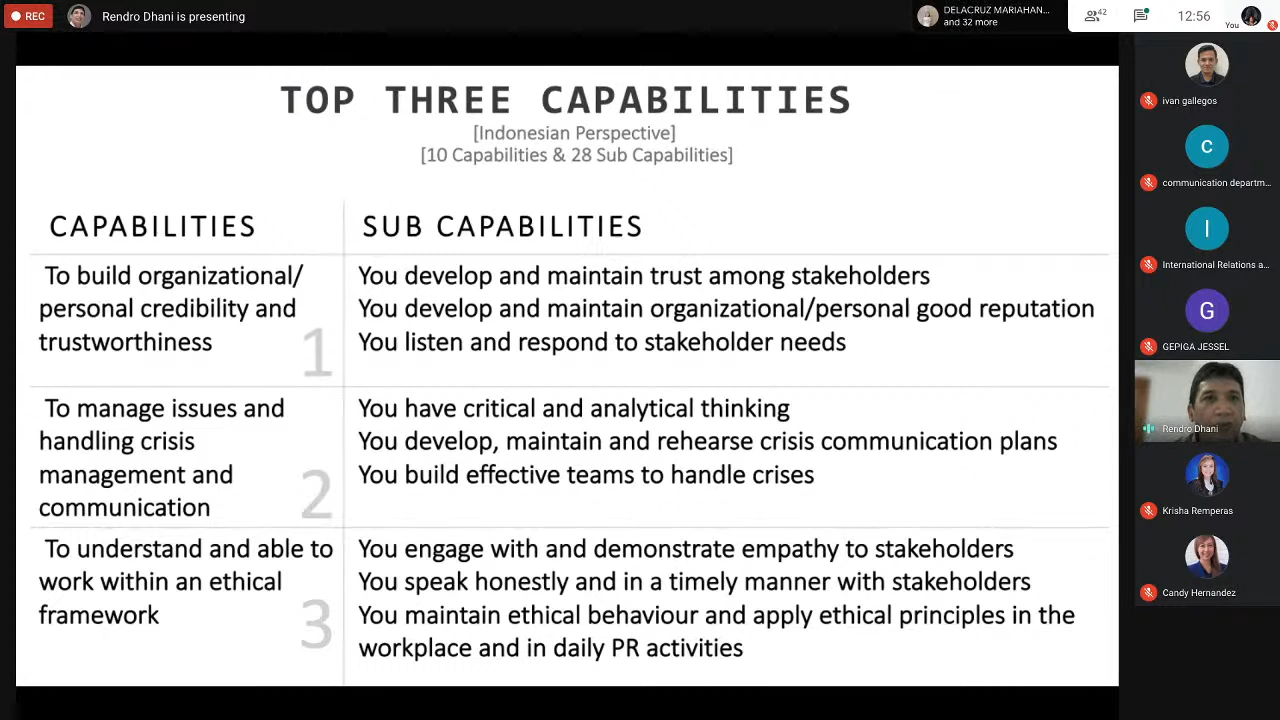 REC
Rendro Dhani is presenting
DELACRUZ MARIAHAN...
and 32 more
42
12:56
You
TOP THREE CAPABILITIES
[Indonesian Perspective]
[10 Capabilities & 28 Sub Capabilities]
CAPABILITIES
SUB CAPABILITIES
To build organizational/
personal credibility and
trustworthiness
1
You develop and maintain trust among stakeholders
You develop and maintain organizational/personal good reputation
You listen and respond to stakeholder needs
To manage issues and
handling crisis
management and
communication
2
You have critical and analytical thinking
You develop, maintain and rehearse crisis communication plans
You build effective teams to handle crises
To understand and able to
work within an ethical
framework
3
You engage with and demonstrate empathy to stakeholders
You speak honestly and in a timely manner with stakeholders
You maintain ethical behaviour and apply ethical principles in the
workplace and in daily PR activities
ivan gallegos
C
communication departm...
I
International Relations a...
G
GEPIGA JESSEL
Rendro Dhani
Krisha Remperas
Candy Hernandez